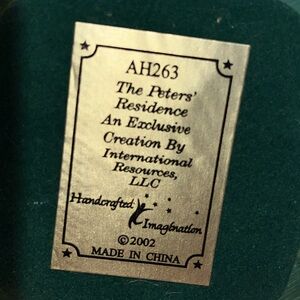 AH263
The Peters'
Residence
An Exclusive
Creation By
International
Resources,
LLC
Handcrafted
Imagination
©2002
MADE IN CHINA